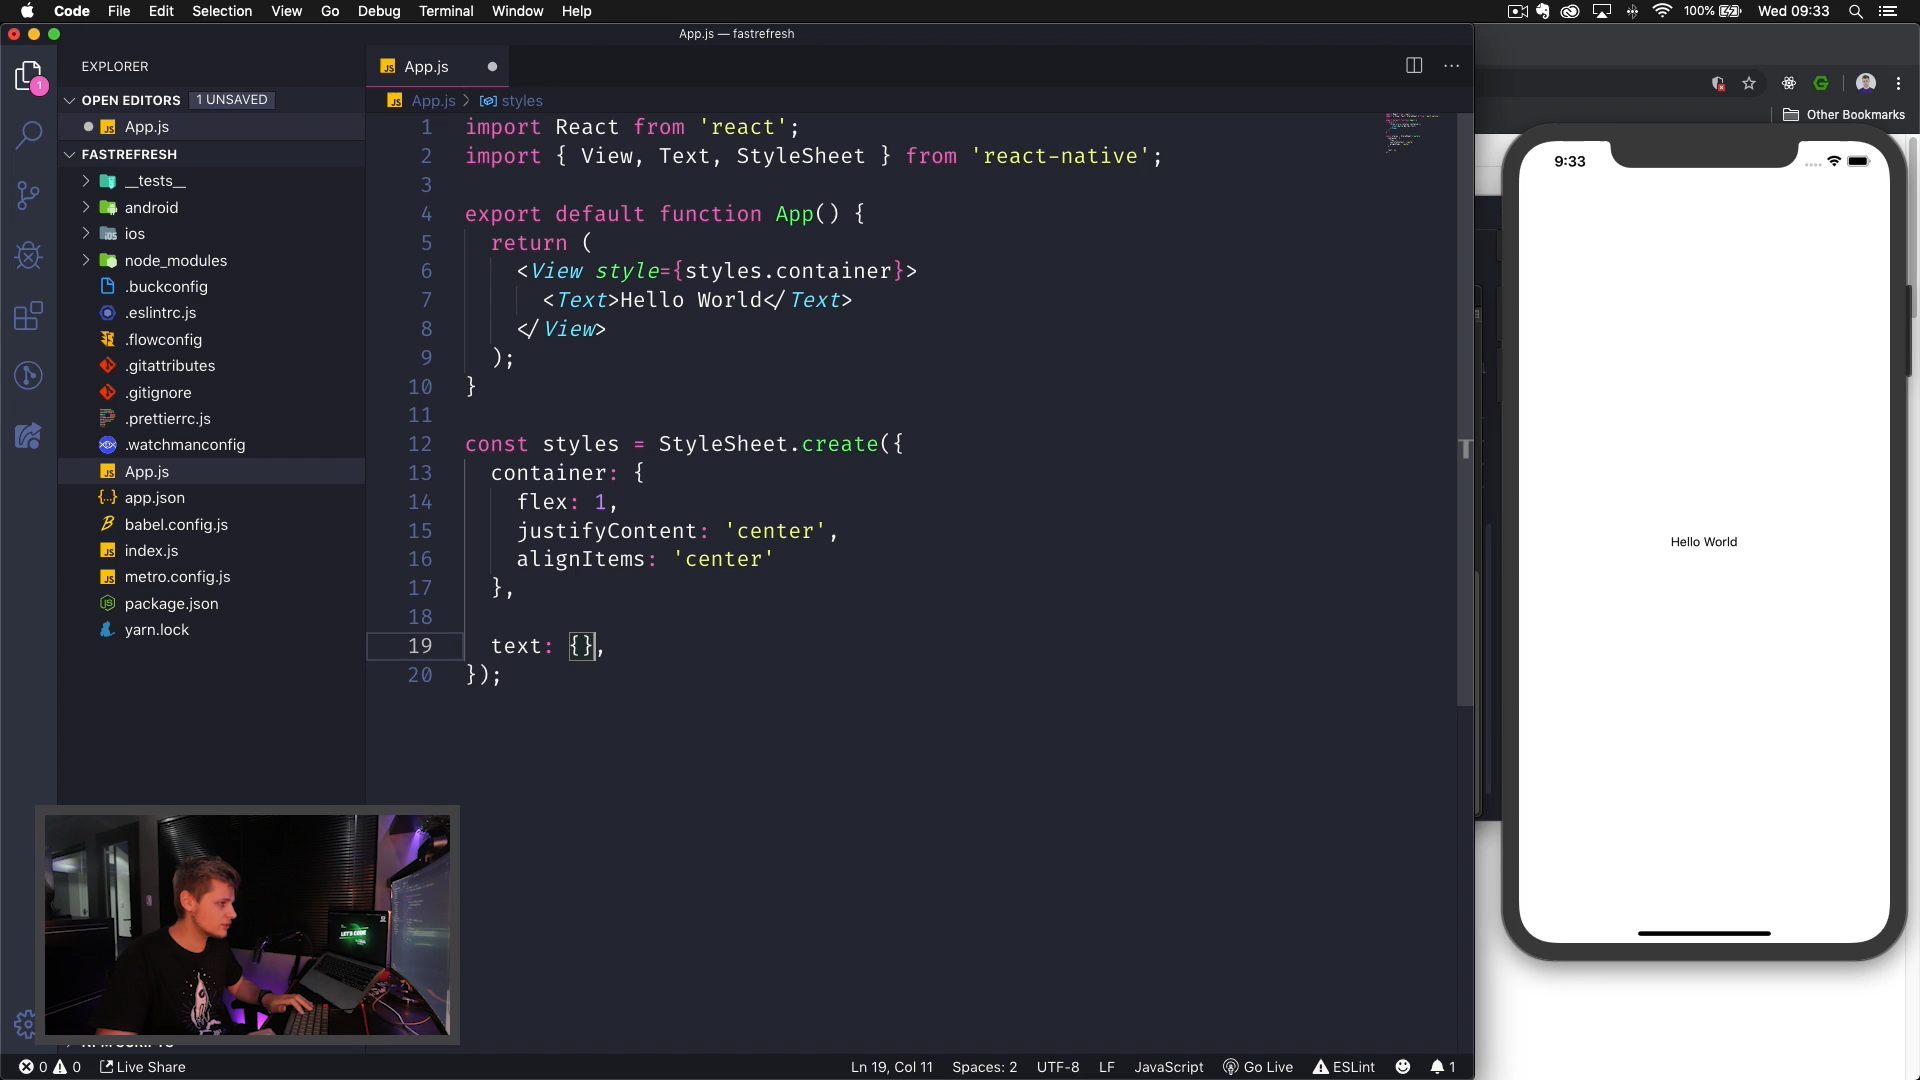 Code File Edit Selection View Go Debug Terminal Window Help
100% Wed 09:33
App.js — fastrefresh
EXPLORER
OPEN EDITORS 1 UNSAVED
App.js
FASTREFRESH
__tests__
android
ios
node_modules
.buckconfig
.eslintrc.js
.flowconfig
.gitattributes
.gitignore
.prettierrc.js
.watchmanconfig
App.js
app.json
babel.config.js
index.js
metro.config.js
package.json
yarn.lock
1
App.js
App.js > styles
1 import React from 'react';
2 import { View, Text, StyleSheet } from 'react-native';
3
4 export default function App() {
5 return (
6 <View style={styles.container}>
7 <Text>Hello World</Text>
8 </View>
9 );
10 }
11
12 const styles = StyleSheet.create({
13 container: {
14 flex: 1,
15 justifyContent: 'center',
16 alignItems: 'center'
17 },
18
19 text: {},
20 });
Other Bookmarks
9:33
Hello World
LET'S CODE
0 0 Live Share
Ln 19, Col 11 Spaces: 2 UTF-8 LF JavaScript Go Live ESLint 1